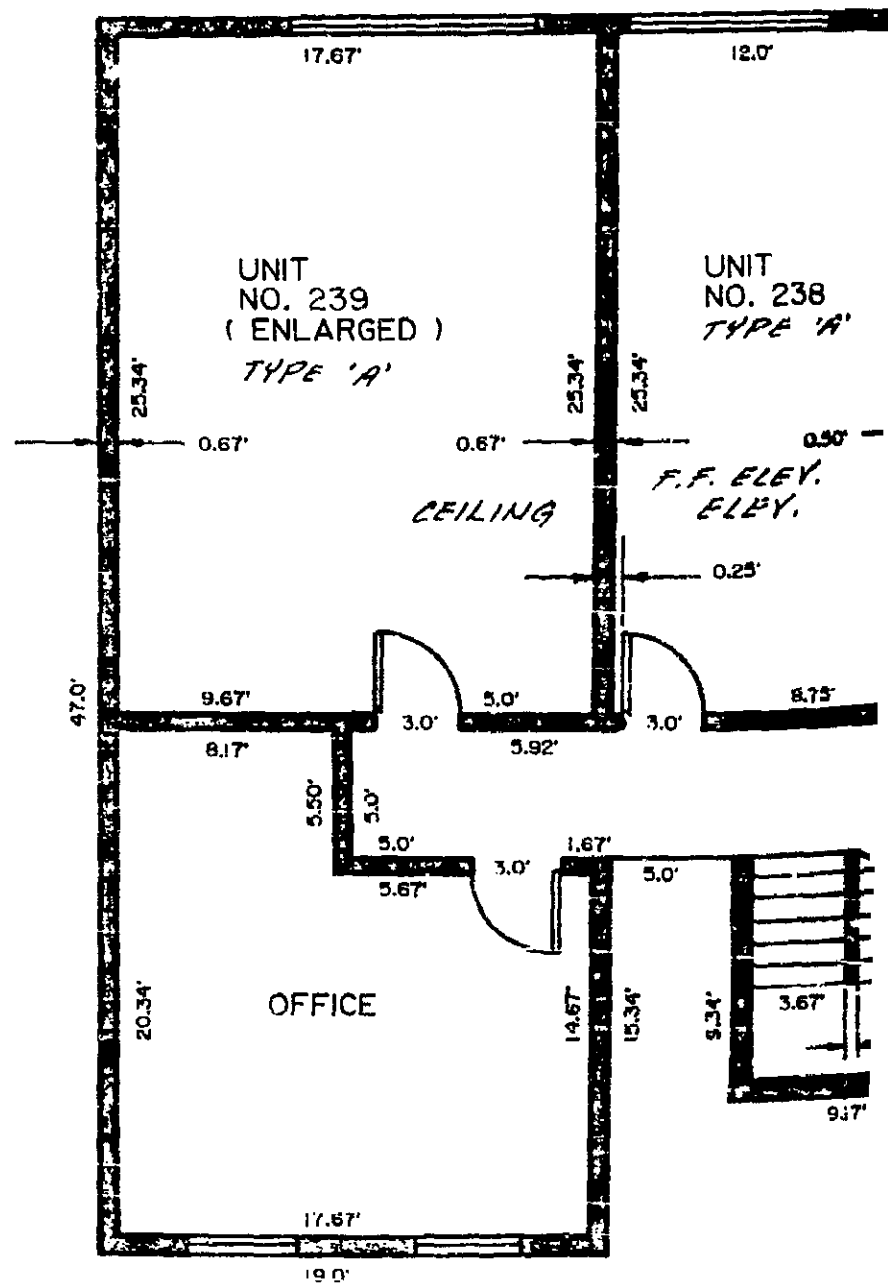 17.67'
12.0'
UNIT
NO. 239
( ENLARGED )
TYPE 'A'
UNIT
NO. 238
TYPE 'A'
25.34'
25.34'
25.34'
0.67'
0.67'
0.50'
CEILING
F.F. ELEV.
ELEV.
0.25'
47.0'
9.67'
3.0'
5.0'
3.0'
8.75'
8.17'
5.92'
5.50'
5.0'
5.0'
3.0'
1.67'
5.67'
5.0'
20.34'
OFFICE
14.67'
15.34'
9.34'
3.67'
9.17'
17.67'
19.0'